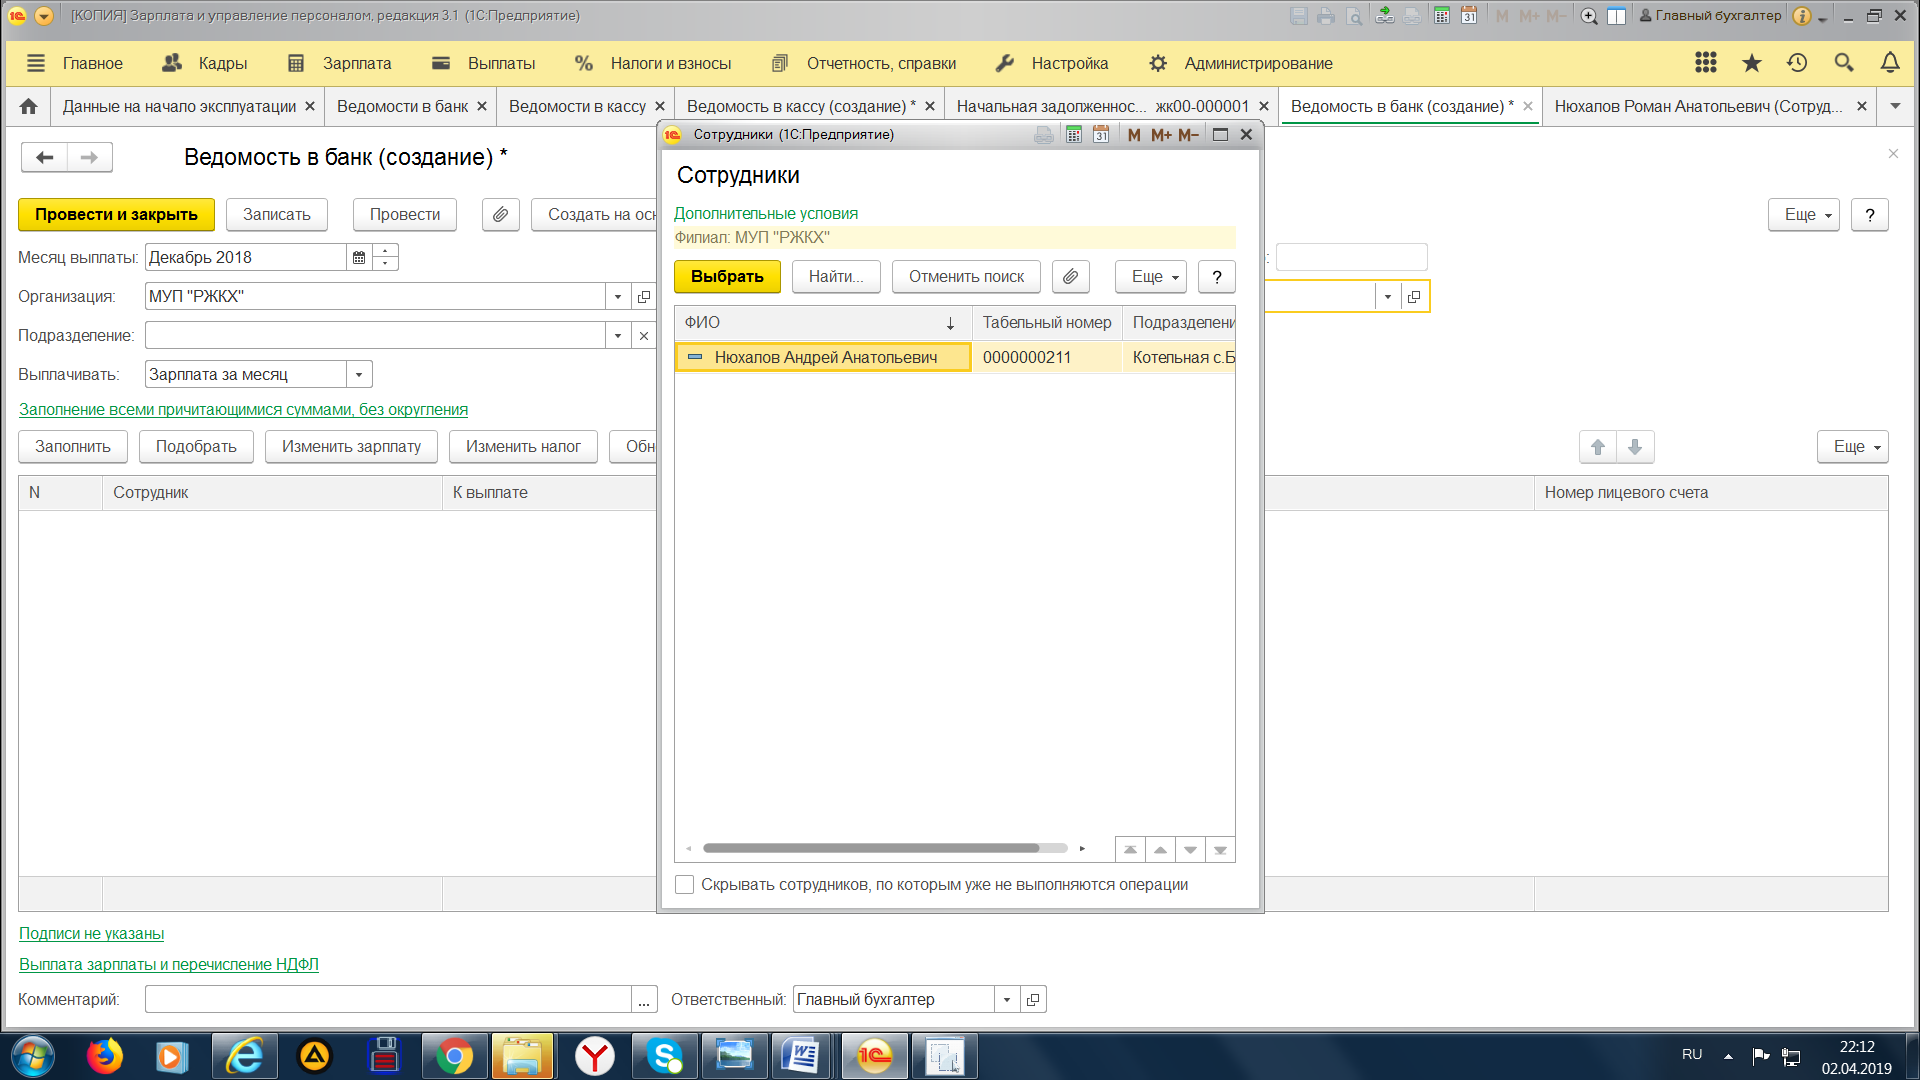 [КОПИЯ] Зарплата и управление персоналом, редакция 3.1 (1С:Предприятие)
M M+ M- Главный бухгалтер
Главное Кадры Зарплата Выплаты Налоги и взносы Отчетность, справки Настройка Администрирование
Данные на начало эксплуатации Ведомости в банк Ведомости в кассу Ведомость в кассу (создание) * Начальная задолженнос... жк00-000001 Ведомость в банк (создание) * Нюхалов Роман Анатольевич (Сотруд...
Ведомость в банк (создание) *
Провести и закрыть Записать Провести Создать на осн
Еще ?
Месяц выплаты: Декабрь 2018
Организация: МУП "РЖКХ"
Подразделение:
Выплачивать: Зарплата за месяц
Заполнение всеми причитающимися суммами, без округления
Заполнить Подобрать Изменить зарплату Изменить налог Обн
Еще
N Сотрудник К выплате Номер лицевого счета
Сотрудники (1С:Предприятие)
31 M M+ M-
Сотрудники
Дополнительные условия
Филиал: МУП "РЖКХ"
Выбрать Найти... Отменить поиск Еще ?
ФИО Табельный номер Подразделени
Нюхалов Андрей Анатольевич 0000000211 Котельная с.Б
Скрывать сотрудников, по которым уже не выполняются операции
Подписи не указаны
Выплата зарплаты и перечисление НДФЛ
Комментарий: ... Ответственный: Главный бухгалтер
RU 22:12
02.04.2019